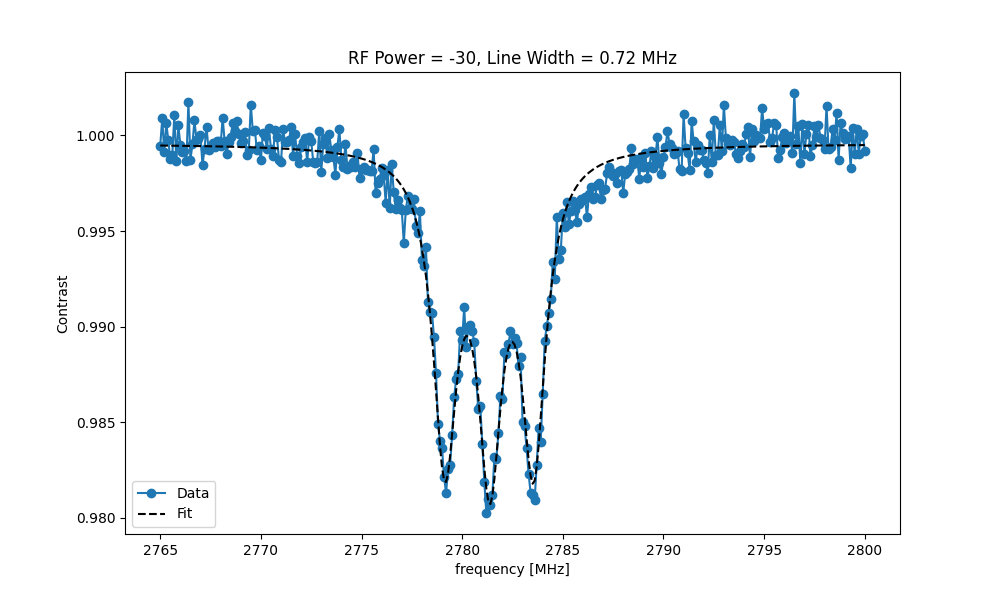 RF Power = -30, Line Width = 0.72 MHz
1.000
0.995
0.990
0.985
0.980
Contrast
Data
Fit
2765 2770 2775 2780 2785 2790 2795 2800
frequency [MHz]